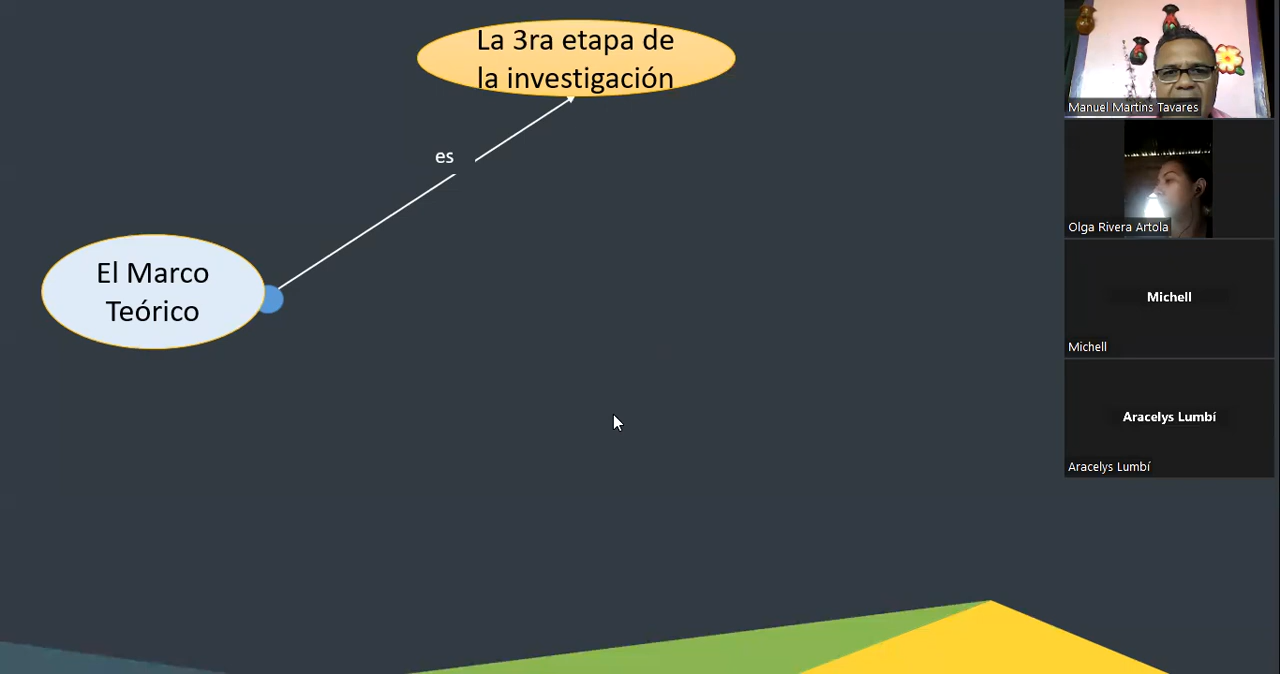 La 3ra etapa de
la investigación
es
El Marco
Teórico
Manuel Martins Tavares
Olga Rivera Artola
Michell
Michell
Aracelys Lumbí
Aracelys Lumbí